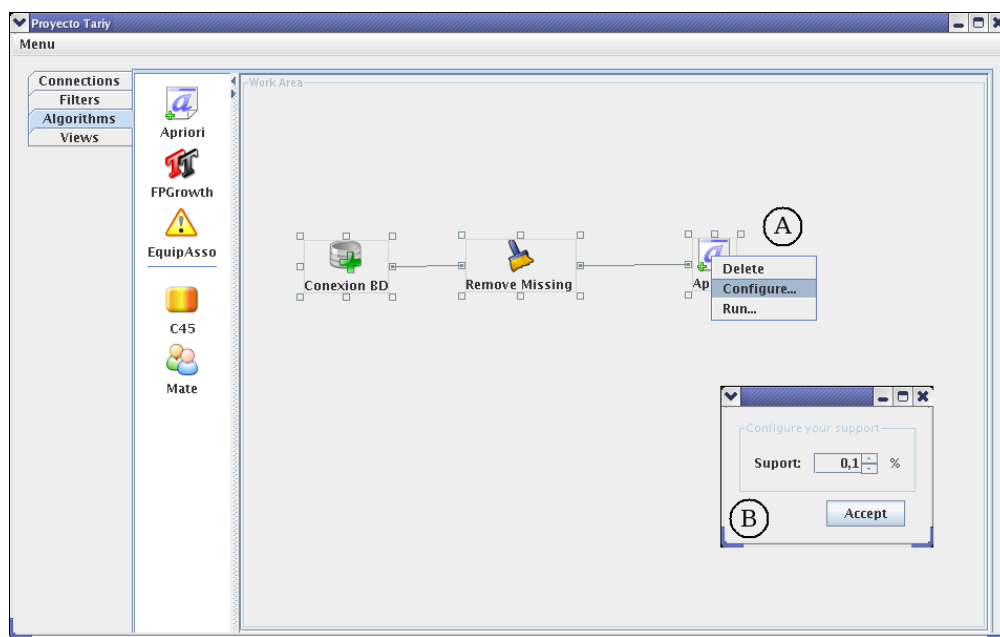 Proyecto Tariy
Menu
Connections
Filters
Algorithms
Views
Apriori
FPGrowth
EquipAsso
C45
Mate
Work Area
Conexion BD
Remove Missing
Ap
A
Delete
Configure...
Run...
Configure your support
Suport: 0,1 %
B
Accept